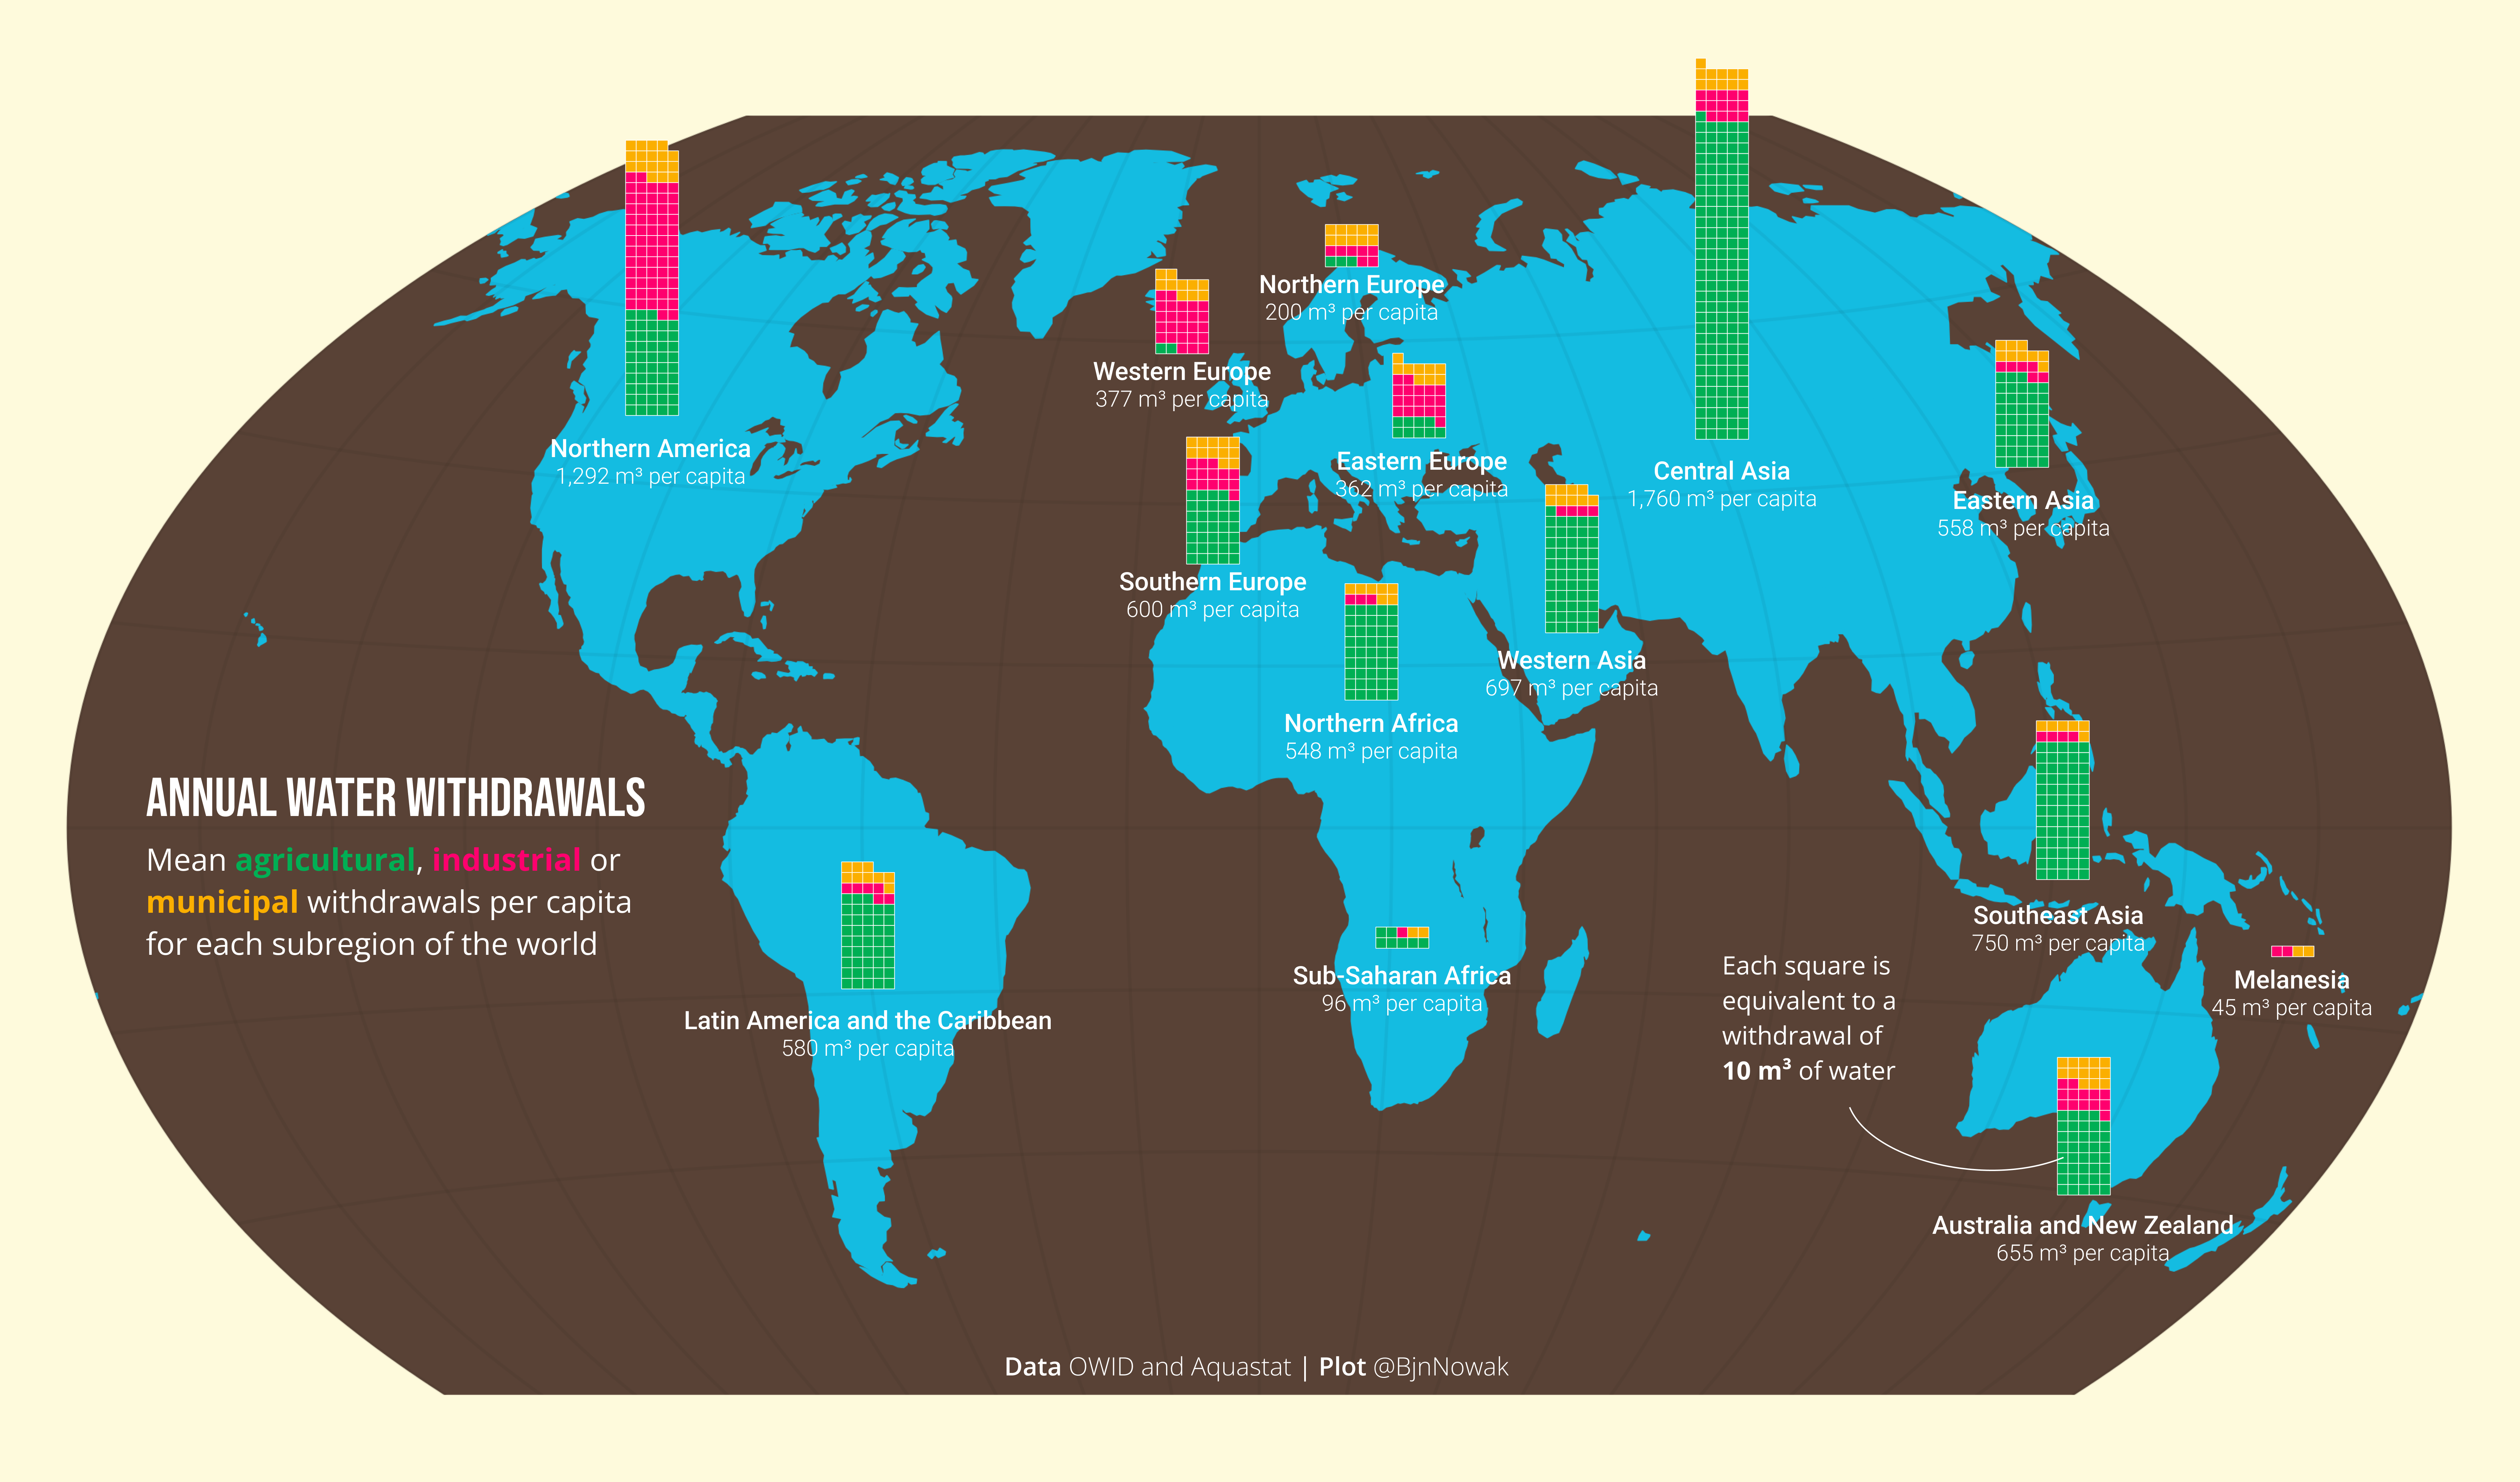 Northern Europe
200 m³ per capita
Western Europe
377 m³ per capita
Northern America
1,292 m³ per capita
Eastern Europe
362 m³ per capita
Central Asia
1,760 m³ per capita
Eastern Asia
558 m³ per capita
Southern Europe
600 m³ per capita
Western Asia
697 m³ per capita
Northern Africa
548 m³ per capita
ANNUAL WATER WITHDRAWALS
Mean agricultural, industrial or
municipal withdrawals per capita
for each subregion of the world
Southeast Asia
750 m³ per capita
Sub-Saharan Africa
96 m³ per capita
Melanesia
45 m³ per capita
Latin America and the Caribbean
580 m³ per capita
Each square is
equivalent to a
withdrawal of
10 m³ of water
Australia and New Zealand
655 m³ per capita
Data OWID and Aquastat | Plot @BjnNowak